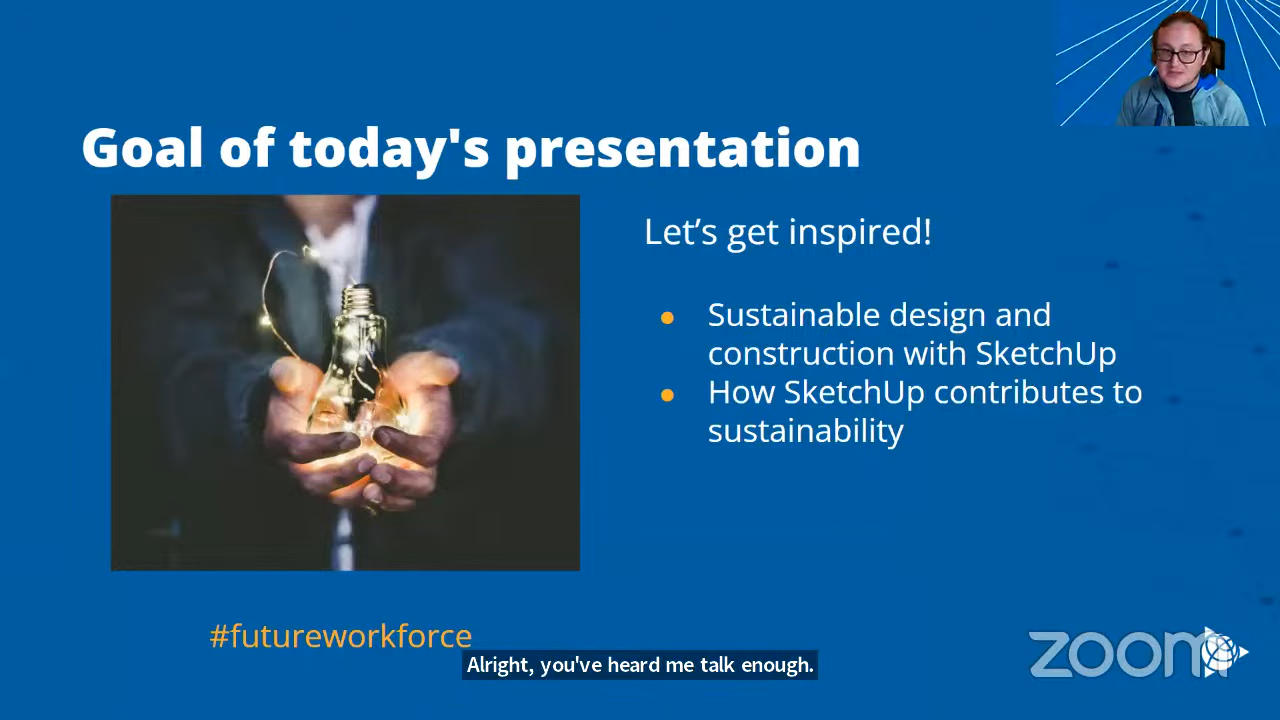 Goal of today's presentation
Let's get inspired!
● Sustainable design and
construction with SketchUp
● How SketchUp contributes to
sustainability
#futureworkforce
Alright, you've heard me talk enough.
zoom